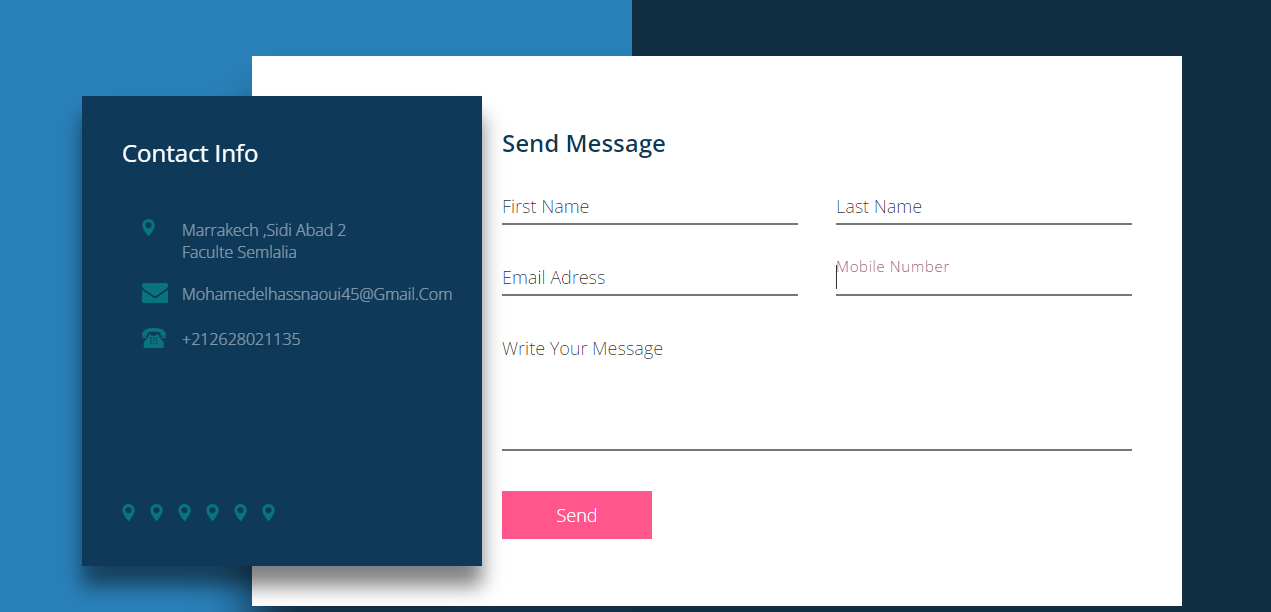 Contact Info
Marrakech ,Sidi Abad 2
Faculte Semlalia
Mohamedelhassnaoui45@Gmail.Com
+212628021135
Send Message
First Name
Last Name
Email Adress
Mobile Number
Write Your Message
Send